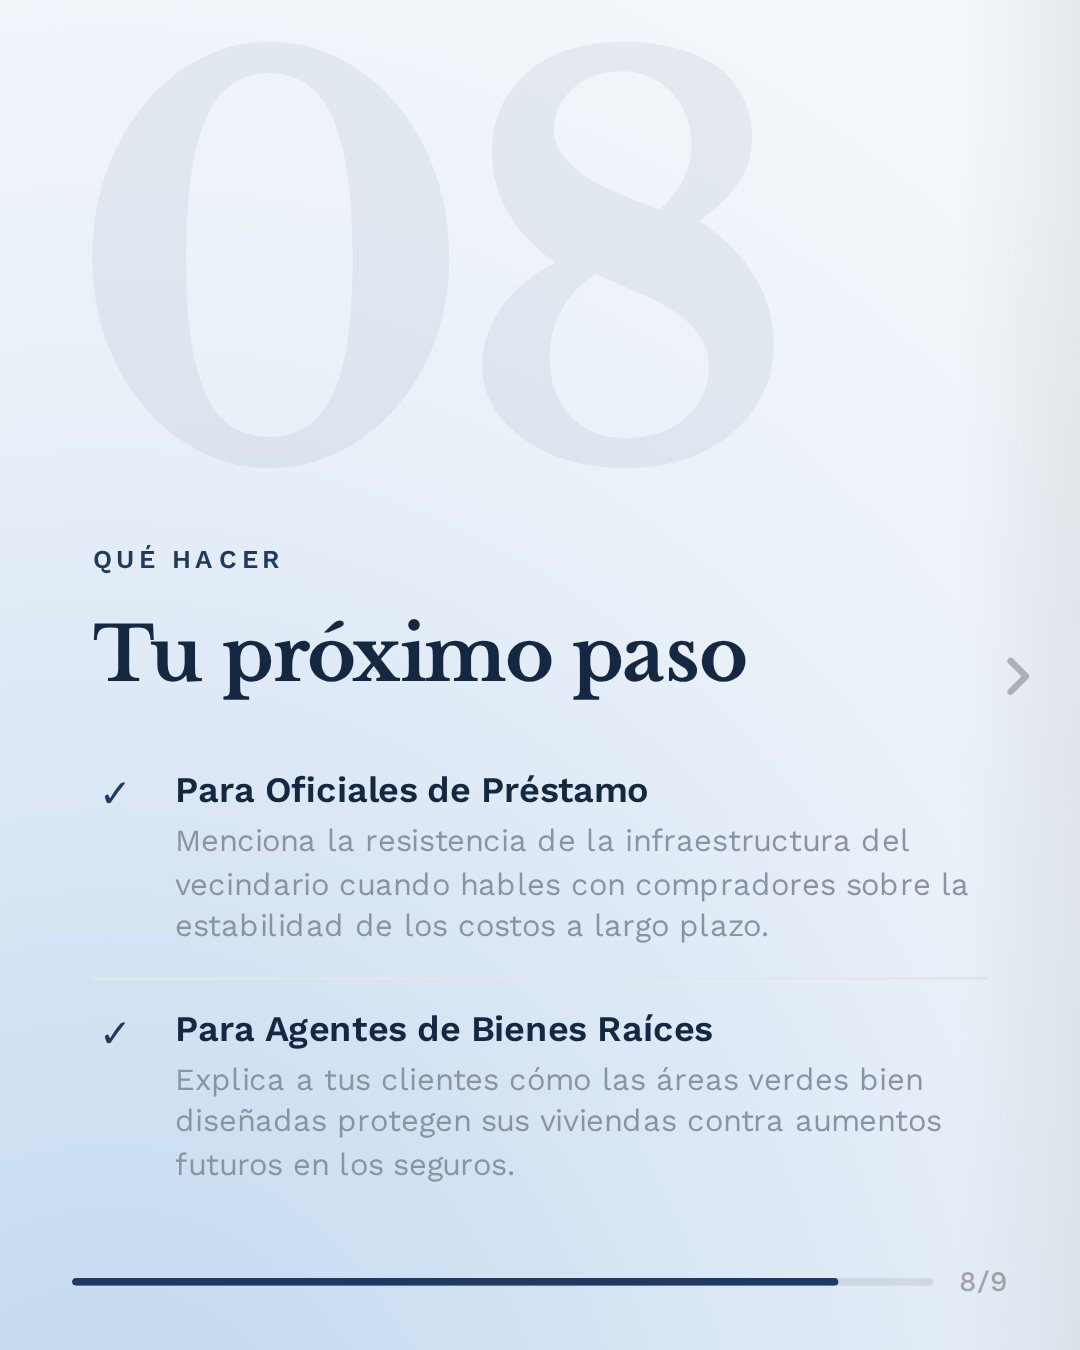 08
QUÉ HACER
Tu próximo paso
✓ Para Oficiales de Préstamo
Menciona la resistencia de la infraestructura del
vecindario cuando hables con compradores sobre la
estabilidad de los costos a largo plazo.
✓ Para Agentes de Bienes Raíces
Explica a tus clientes cómo las áreas verdes bien
diseñadas protegen sus viviendas contra aumentos
futuros en los seguros.
8/9